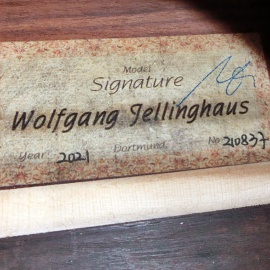 Model
Signature
Wolfgang Jellinghaus
Year 2021 Dortmund, No 210837